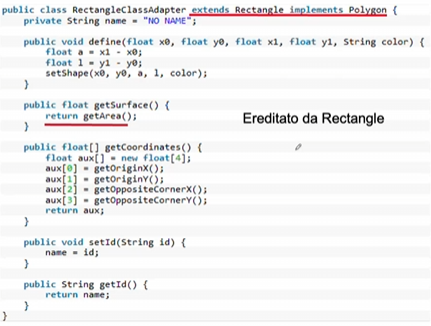 public class RectangleClassAdapter extends Rectangle implements Polygon {
private String name = "NO NAME";
public void define(float x0, float y0, float x1, float y1, String color) {
float a = x1 - x0;
float l = y1 - y0;
setShape(x0, y0, a, l, color);
}
public float getSurface() {
return getArea();
}
Ereditato da Rectangle
public float[] getCoordinates() {
float aux[] = new float[4];
aux[0] = getOriginX();
aux[1] = getOriginY();
aux[2] = getOppositeCornerX();
aux[3] = getOppositeCornerY();
return aux;
}
public void setId(String id) {
name = id;
}
public String getId() {
return name;
}
}